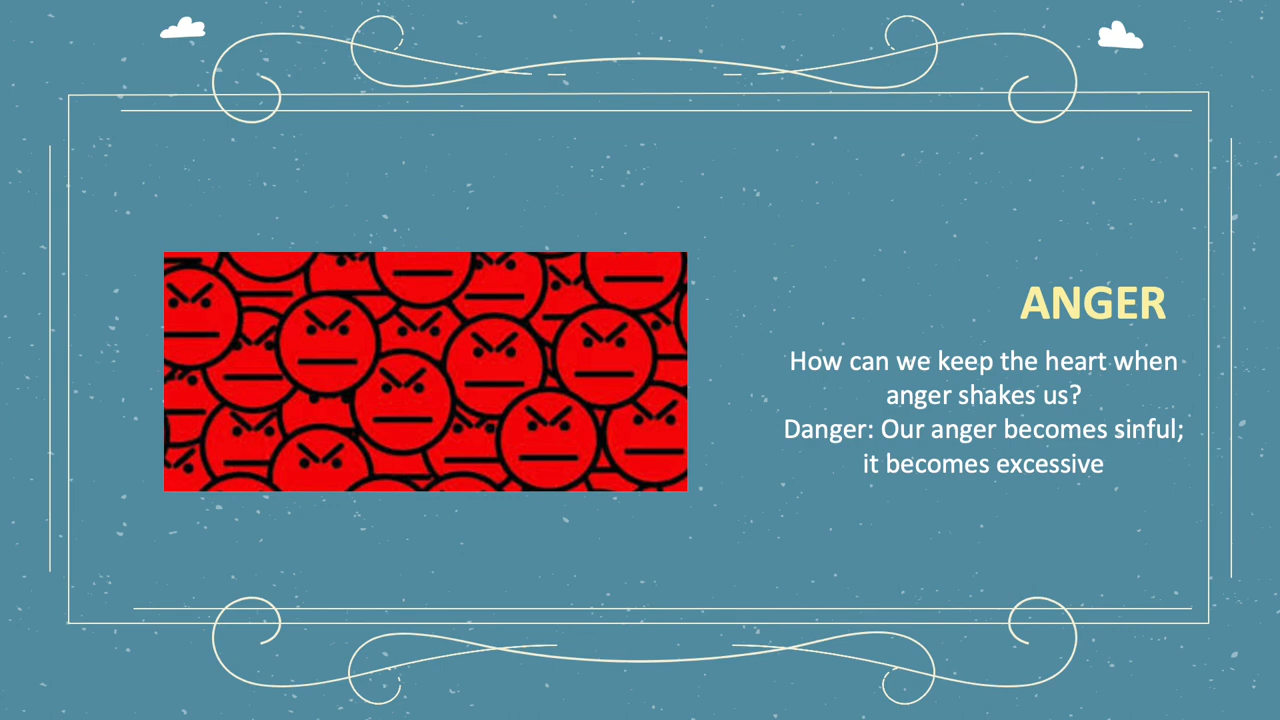 ANGER
How can we keep the heart when
anger shakes us?
Danger: Our anger becomes sinful;
it becomes excessive